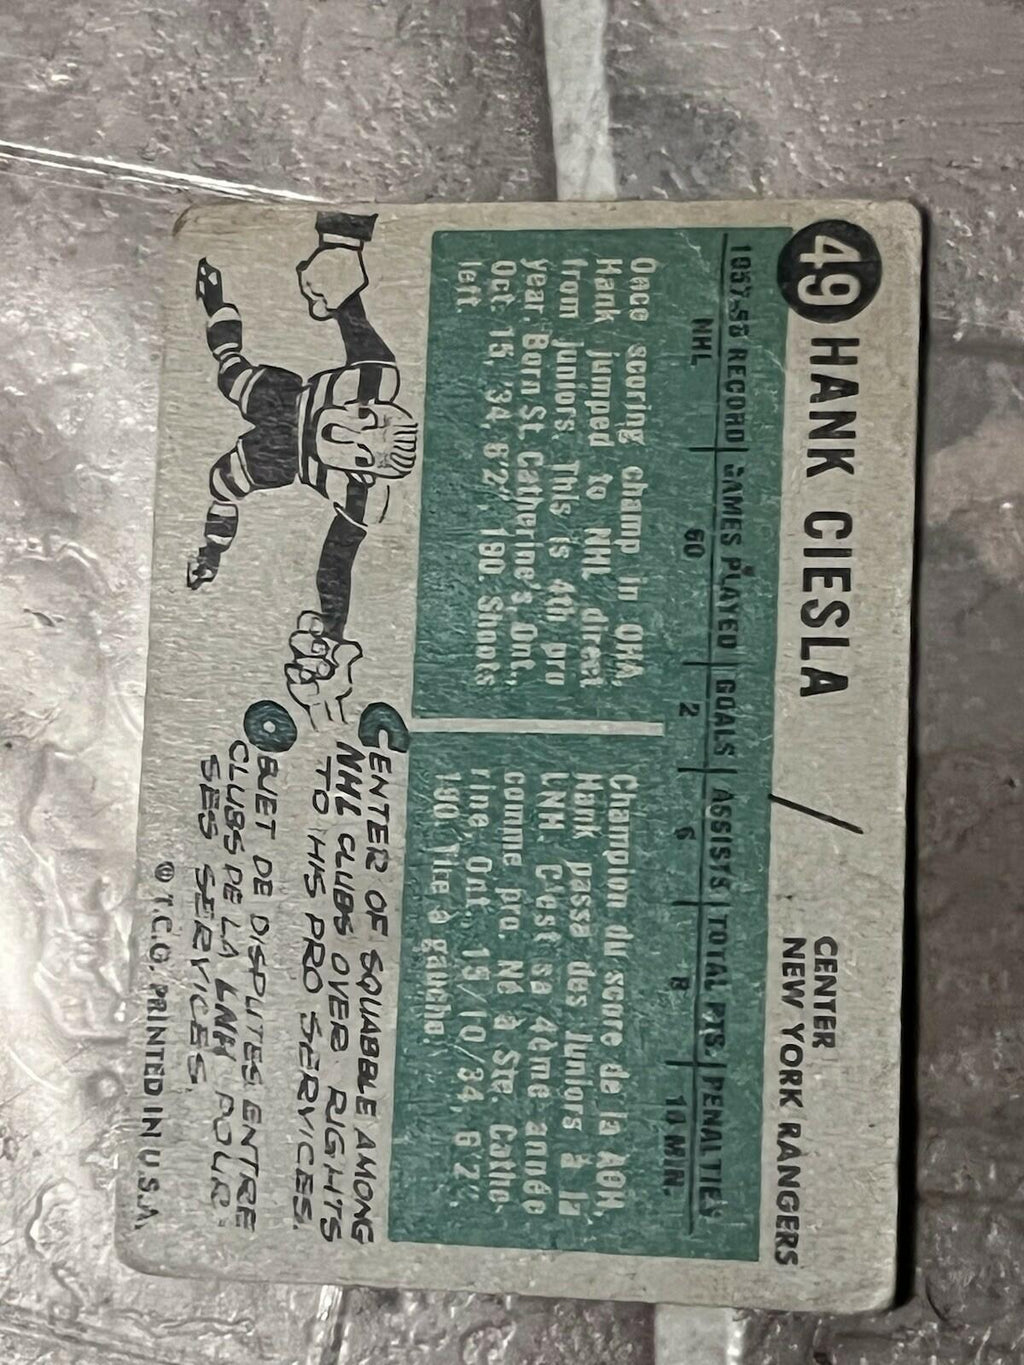 49 HANK CIESLA
CENTER
NEW YORK RANGERS
1957-58 RECORD GAMES PLAYED GOALS ASSISTS TOTAL PTS. PENALTIES
NHL 60 2 6 8 16 MIN.
Once scoring champ in OHA,
Hank jumped to NHL direct
from juniors. This is 4th pro
year. Born St. Catherine's, Ont.,
Oct 15, '34, 6'2", 190. Shoots
left.
Champion du score de la AOH,
Hank passa des Juniors à la
LNH. C'est sa 4ème année
comme pro. Né à Ste. Cathe-
rine, Ont., 15/10/34, 6'2",
190 Tire à gauche.
CENTER OF SQUABBLE AMONG
NHL CLUBS OVER RIGHTS
TO HIS PRO SERVICES.
OBJET DE DISPUTES ENTRE
CLUBS DE LA LNH POUR
SES SERVICES.
© T.C.G. PRINTED IN U.S.A.